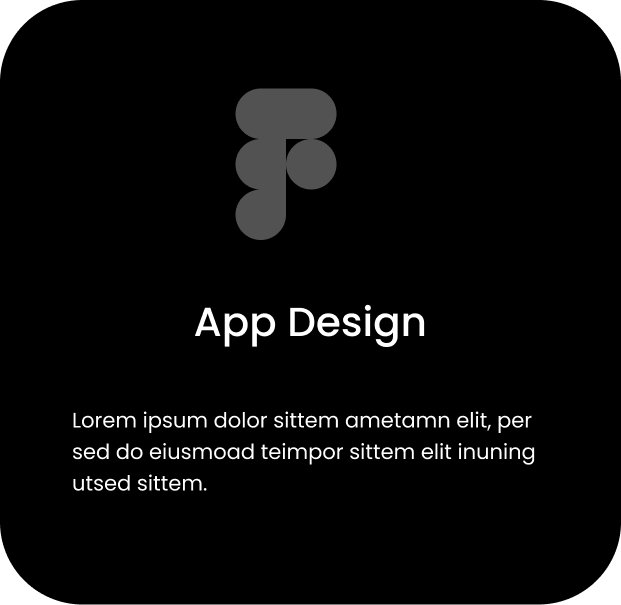 App Design
Lorem ipsum dolor sittem ametamn elit, per
sed do eiusmoad teimpor sittem elit inuning
utsed sittem.